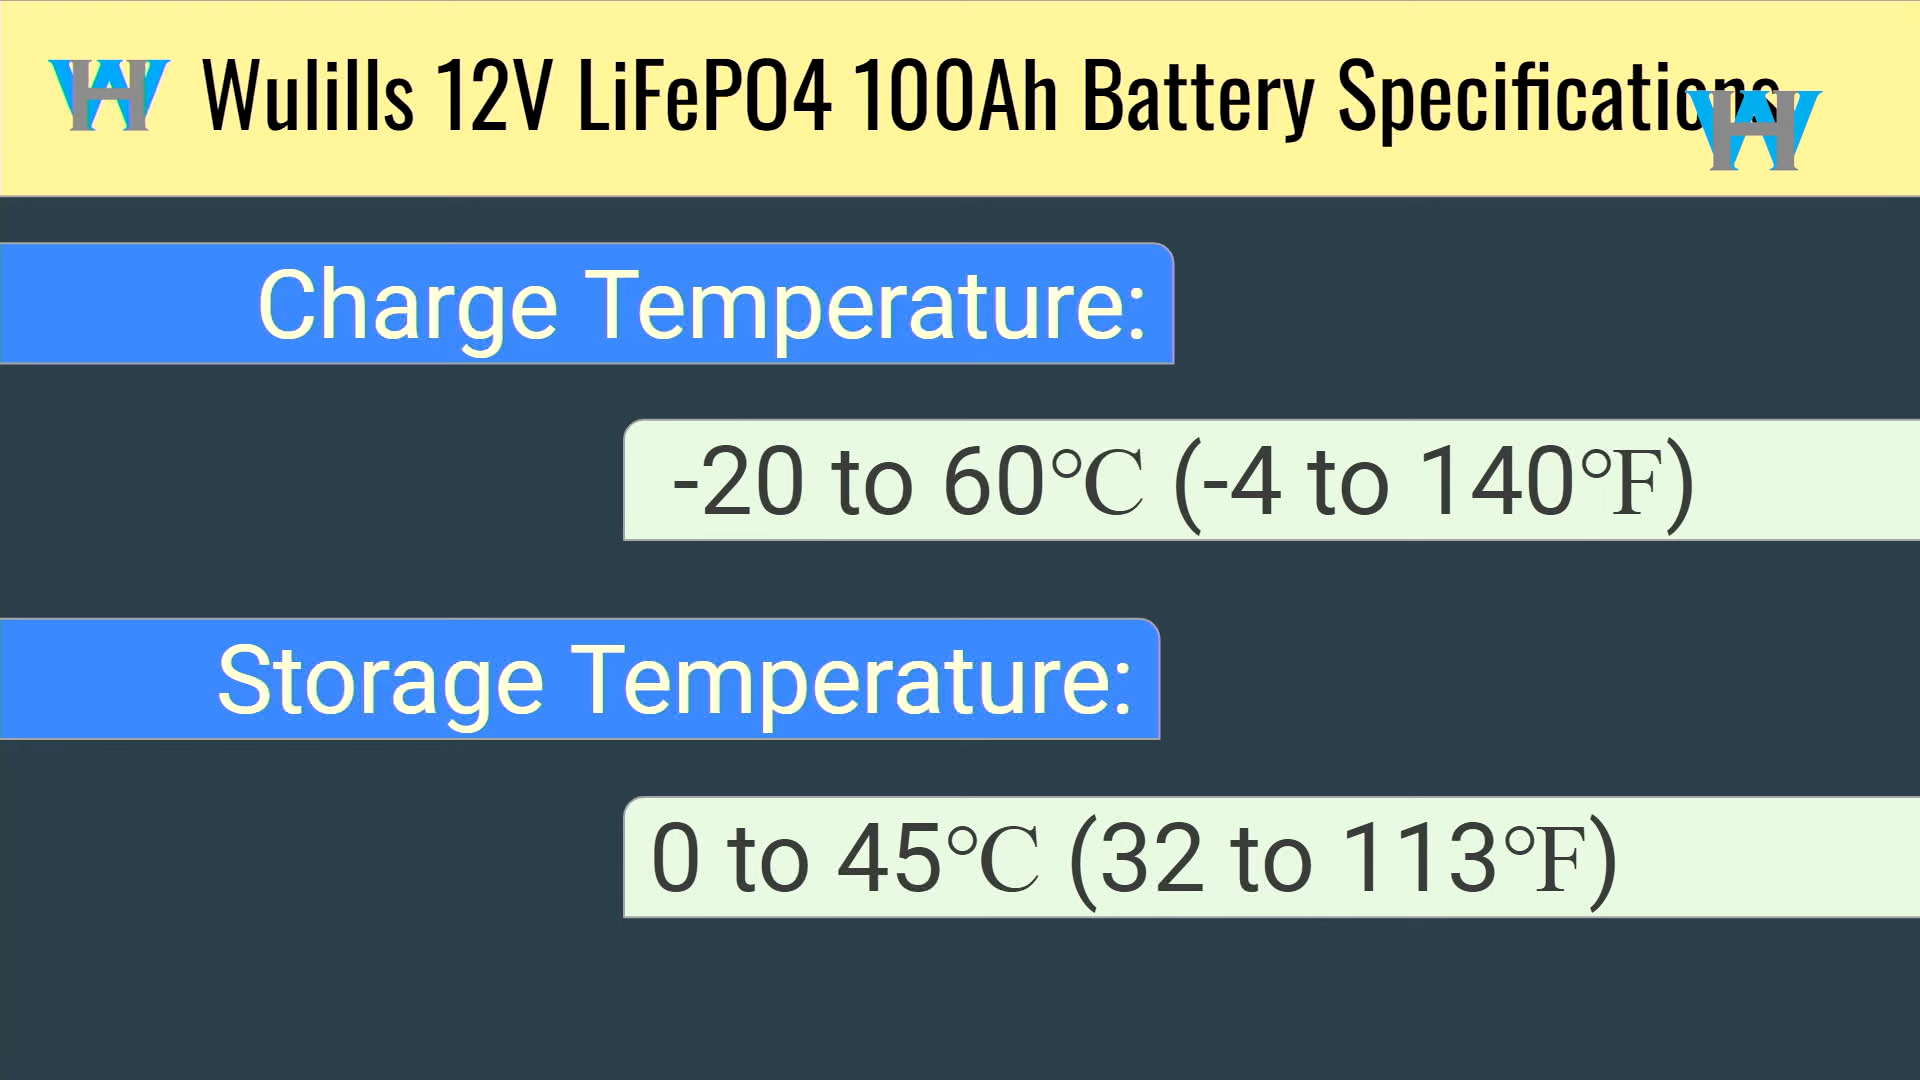 Wulills 12V LiFePO4 100Ah Battery Specifications
Charge Temperature:
-20 to 60℃ (-4 to 140℉)
Storage Temperature:
0 to 45℃ (32 to 113℉)